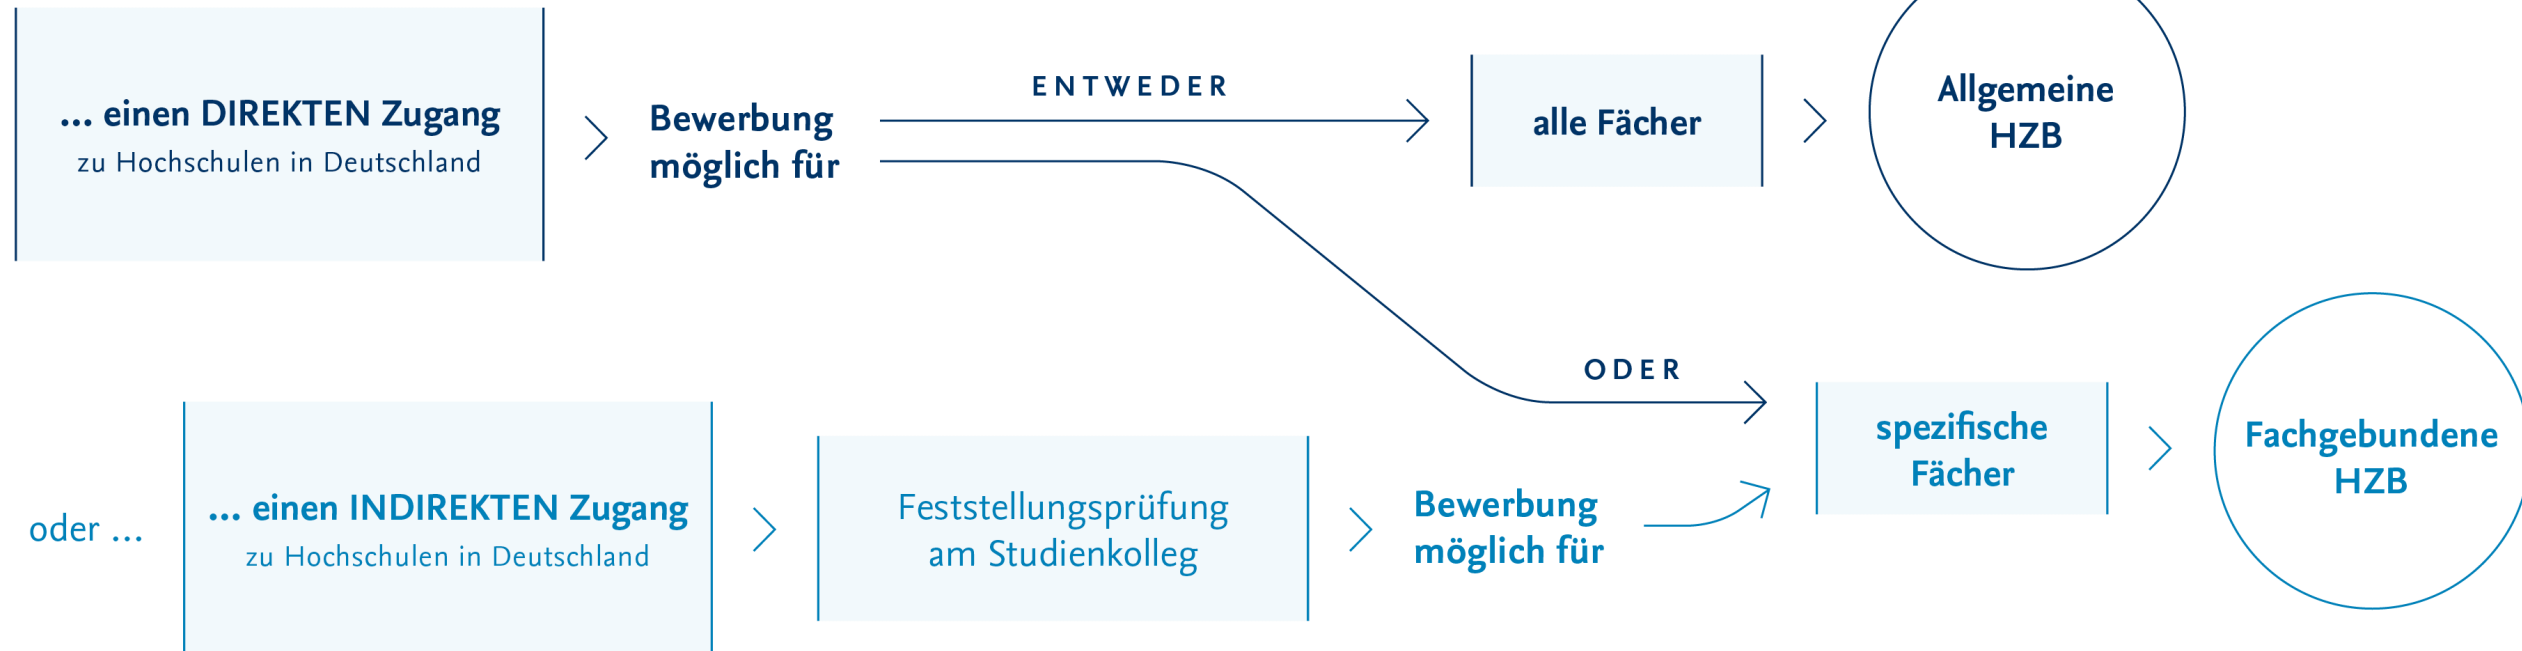 ... einen DIREKTEN Zugang
zu Hochschulen in Deutschland
Bewerbung
möglich für
ENTWEDER
alle Fächer
Allgemeine
HZB
ODER
spezifische
Fächer
Fachgebundene
HZB
oder ...
... einen INDIREKTEN Zugang
zu Hochschulen in Deutschland
Feststellungsprüfung
am Studienkolleg
Bewerbung
möglich für